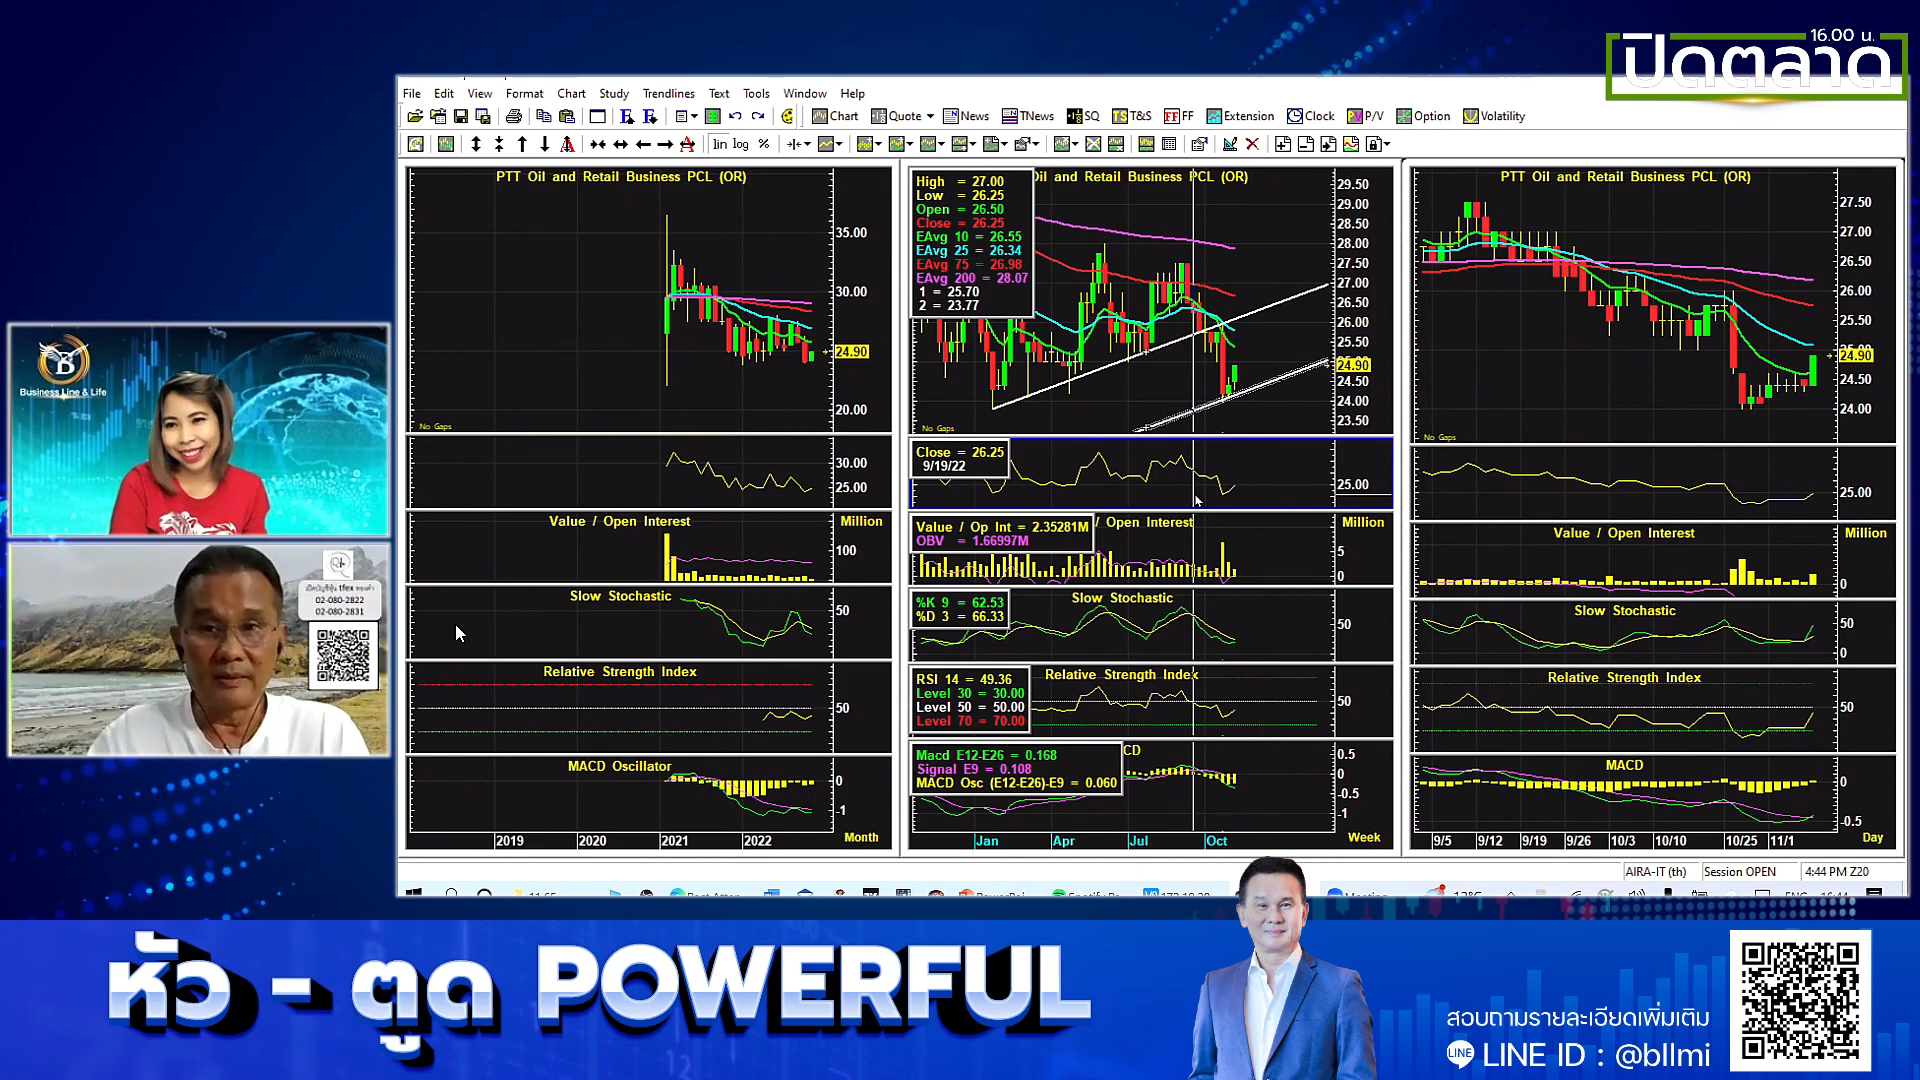 16.00 น.
ปิดตลาด
File Edit View Format Chart Study Trendlines Text Tools Window Help
Chart Quote News TNews SQ T&S FF Extension Clock P/V Option Volatility
lin log %
PTT Oil and Retail Business PCL (OR)
35.00
30.00
24.90
20.00
No Gaps
30.00
25.00
Value / Open Interest Million
100
Slow Stochastic
50
Relative Strength Index
50
MACD Oscillator
0
-1
2019 2020 2021 2022 Month
Oil and Retail Business PCL (OR)
High = 27.00
Low = 26.25
Open = 26.50
Close = 26.25
EAvg 10 = 26.55
EAvg 25 = 26.34
EAvg 75 = 26.98
EAvg 200 = 28.07
1 = 25.70
2 = 23.77
29.50
29.00
28.50
28.00
27.50
27.00
26.50
26.00
25.50
25.00
24.90
24.50
24.00
23.50
No Gaps
Close = 26.25
9/19/22
25.00
Value / Op Int = 2.35281M / Open Interest Million
OBV = 1.66997M
5
0
%K 9 = 62.53
%D 3 = 66.33
Slow Stochastic
50
RSI 14 = 49.36
Level 30 = 30.00
Level 50 = 50.00
Level 70 = 70.00
Relative Strength Index
50
Macd E12-E26 = 0.168
Signal E9 = 0.108
MACD Osc (E12-E26)-E9 = 0.060
CD
0.5
0
-0.5
-1
Jan Apr Jul Oct Week
PTT Oil and Retail Business PCL (OR)
27.50
27.00
26.50
26.00
25.50
25.00
24.90
24.50
24.00
No Gaps
25.00
Value / Open Interest Million
0
Slow Stochastic
50
0
Relative Strength Index
50
MACD
0
-0.5
9/5 9/12 9/19 9/26 10/3 10/10 10/25 11/1 Day
AIRA-IT (th) Session OPEN 4:44 PM Z20
B
Business Line & Life
02-080-2822
02-080-2831
หัว - ตูด POWERFUL
สอบถามรายละเอียดเพิ่มเติม
LINE LINE ID : @bllmi